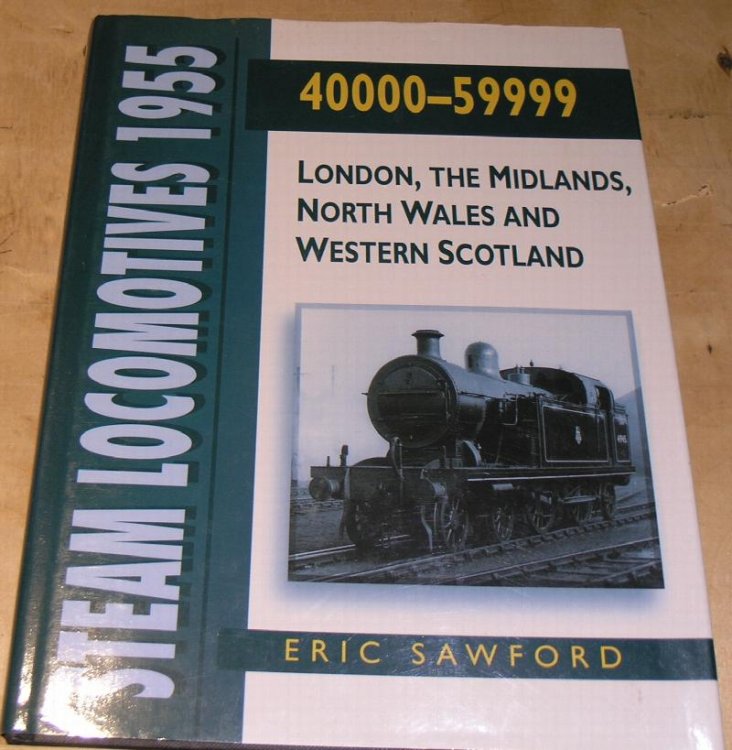 STEAM LOCOMOTIVES 1955
40000–59999
LONDON, THE MIDLANDS,
NORTH WALES AND
WESTERN SCOTLAND
ERIC SAWFORD